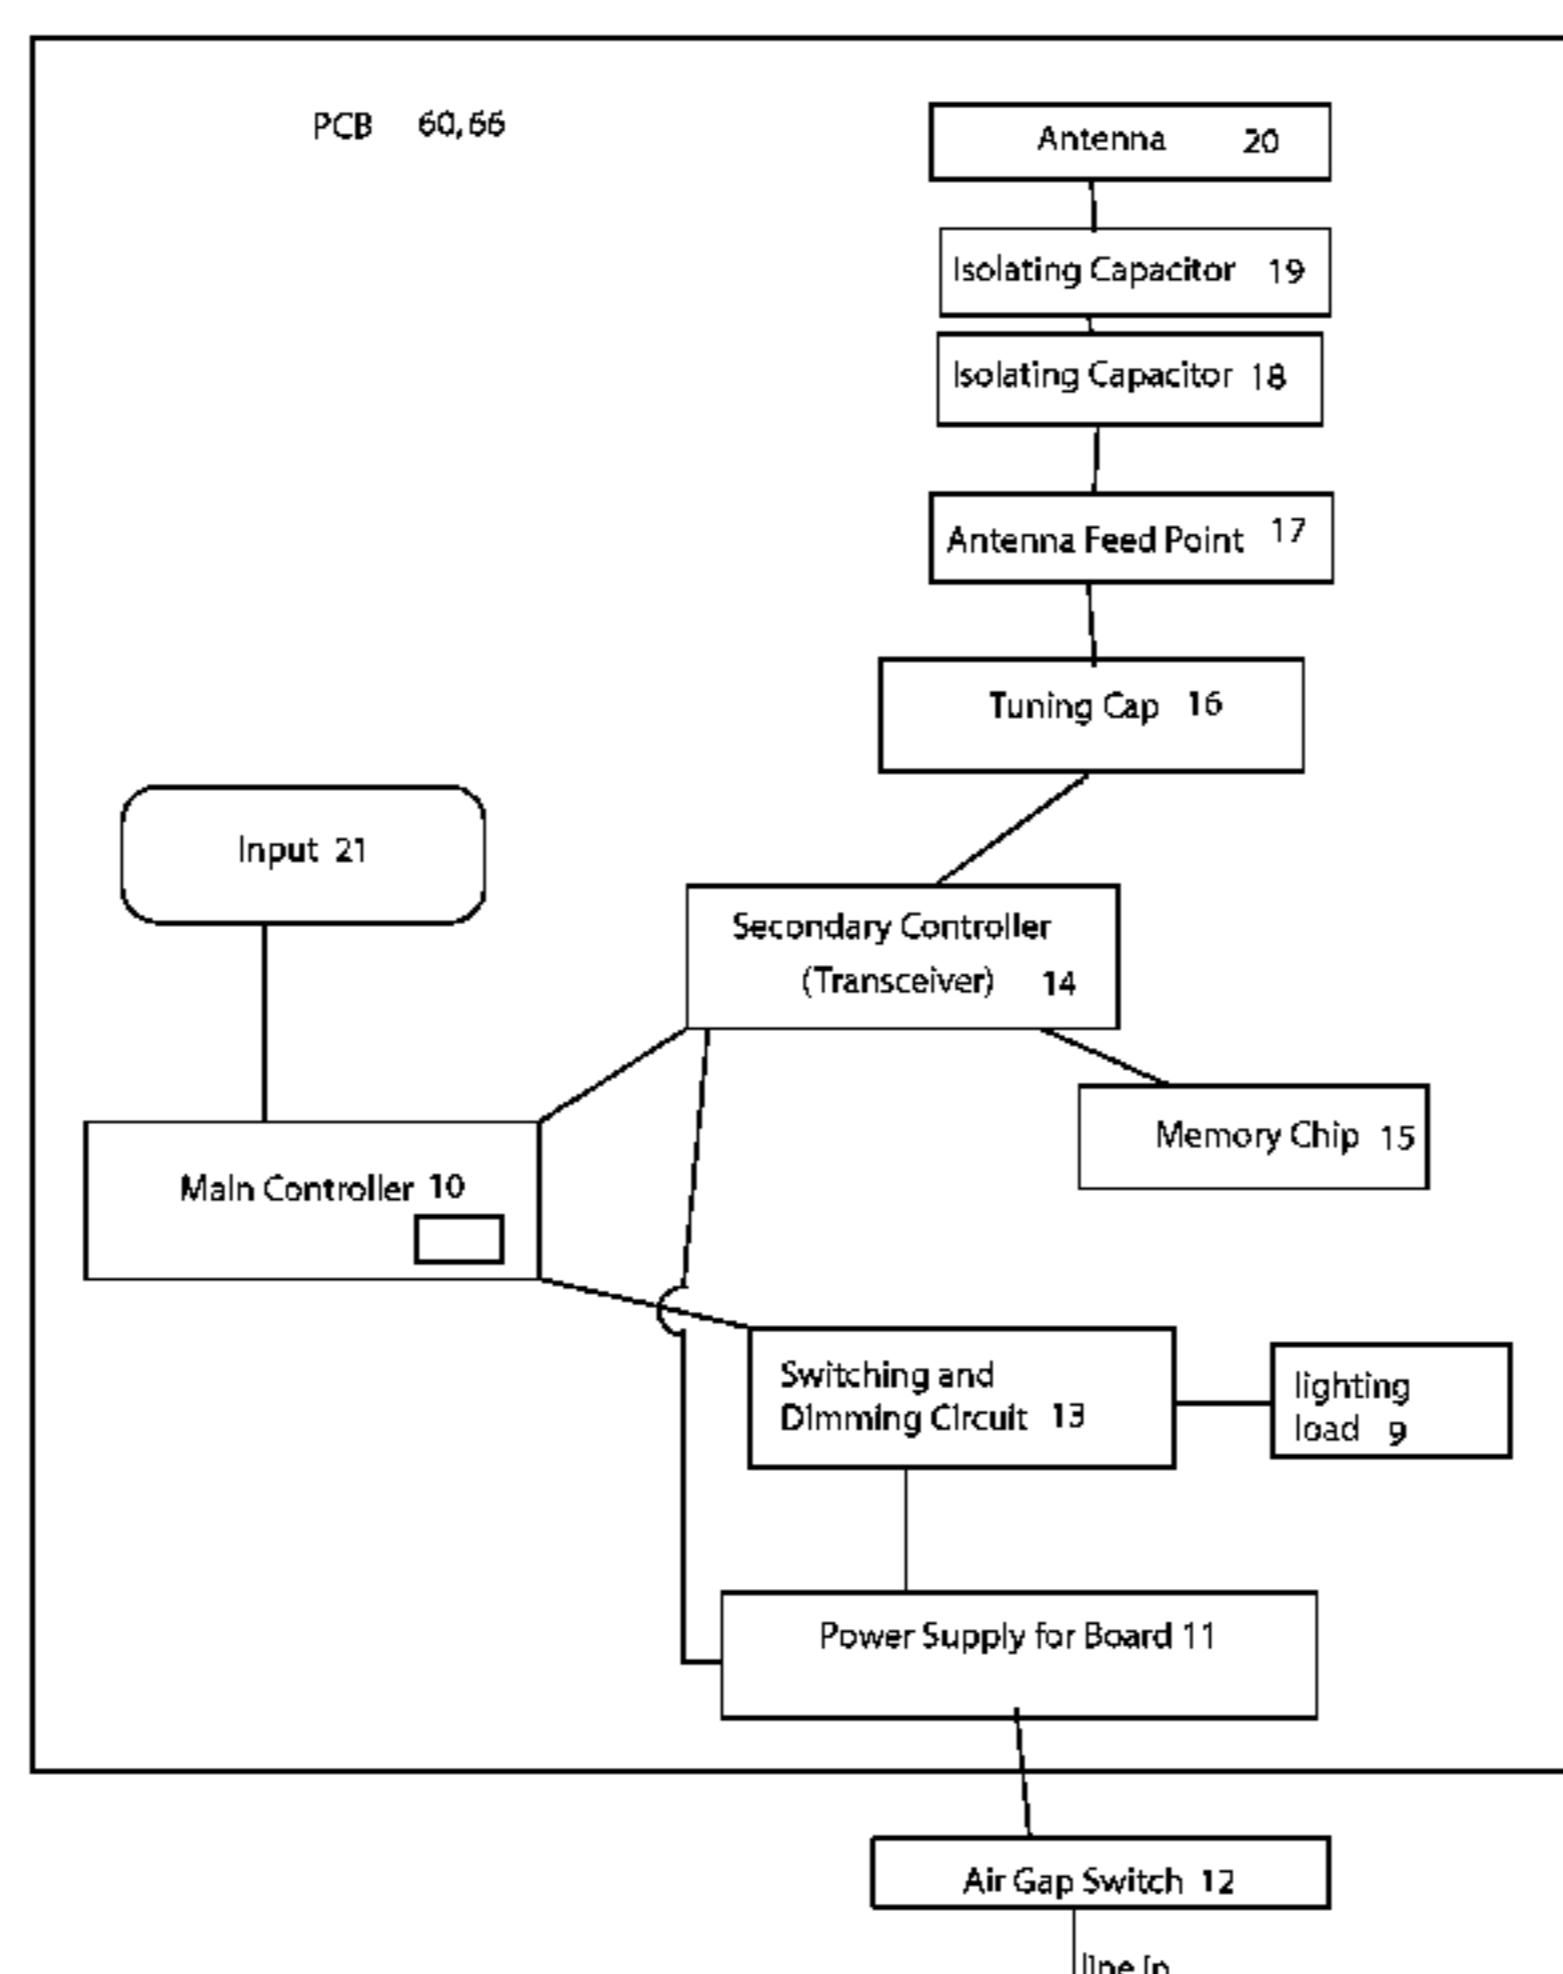 PCB 60,66
Antenna 20
Isolating Capacitor 19
Isolating Capacitor 18
Antenna Feed Point 17
Tuning Cap 16
Input 21
Secondary Controller
(Transceiver) 14
Memory Chip 15
Main Controller 10
Switching and
Dimming Circuit 13
lighting
load 9
Power Supply for Board 11
Air Gap Switch 12
line in